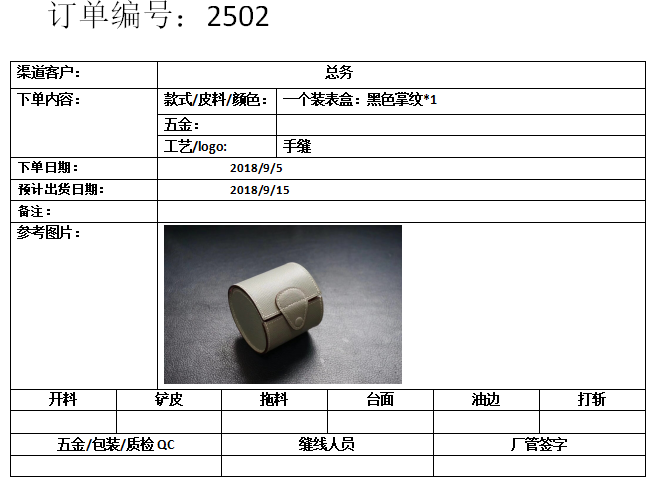 订单编号：2502
渠道客户： 总务
下单内容： 款式/皮料/颜色： 一个装表盒：黑色掌纹*1
五金：
工艺/logo: 手缝
下单日期： 2018/9/5
预计出货日期： 2018/9/15
备注：
参考图片：
开料 铲皮 拖料 台面 油边 打斩
五金/包装/质检 QC 缝线人员 厂管签字